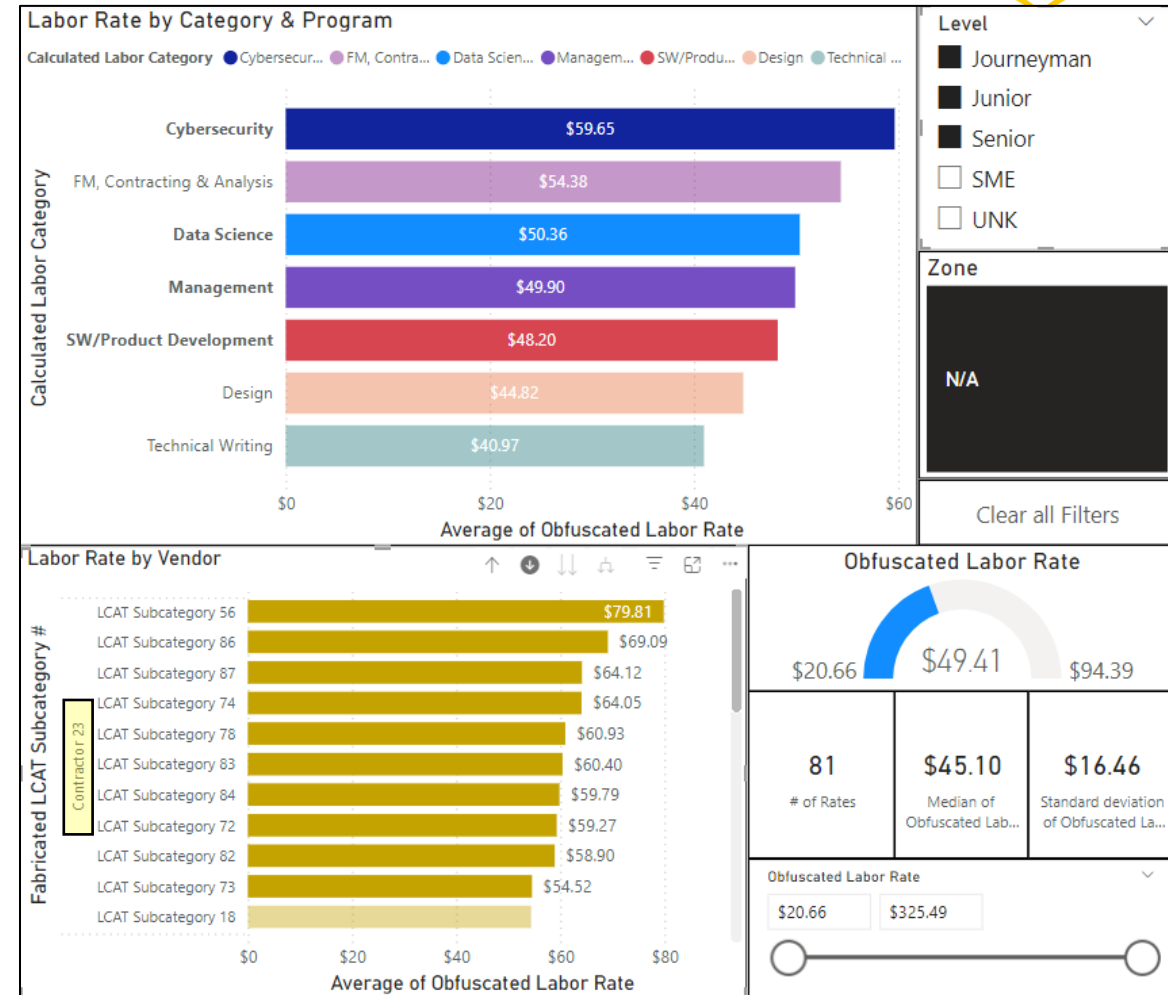 Labor Rate by Category & Program
Calculated Labor Category Cybersecur... FM, Contra... Data Scien... Managem... SW/Produ... Design Technical ...
Calculated Labor Category
Cybersecurity
$59.65
FM, Contracting & Analysis
$54.38
Data Science
$50.36
Management
$49.90
SW/Product Development
$48.20
Design
$44.82
Technical Writing
$40.97
$0 $20 $40 $60
Average of Obfuscated Labor Rate
Level
Journeyman
Junior
Senior
SME
UNK
Zone
N/A
Clear all Filters
Labor Rate by Vendor
Fabricated LCAT Subcategory #
Contractor 23
LCAT Subcategory 56 $79.81
LCAT Subcategory 86 $69.09
LCAT Subcategory 87 $64.12
LCAT Subcategory 74 $64.05
LCAT Subcategory 78 $60.93
LCAT Subcategory 83 $60.40
LCAT Subcategory 84 $59.79
LCAT Subcategory 72 $59.27
LCAT Subcategory 82 $58.90
LCAT Subcategory 73 $54.52
LCAT Subcategory 18
$0 $20 $40 $60 $80
Average of Obfuscated Labor Rate
Obfuscated Labor Rate
$20.66 $49.41 $94.39
81
# of Rates
$45.10
Median of
Obfuscated Lab...
$16.46
Standard deviation
of Obfuscated La...
Obfuscated Labor Rate
$20.66 $325.49